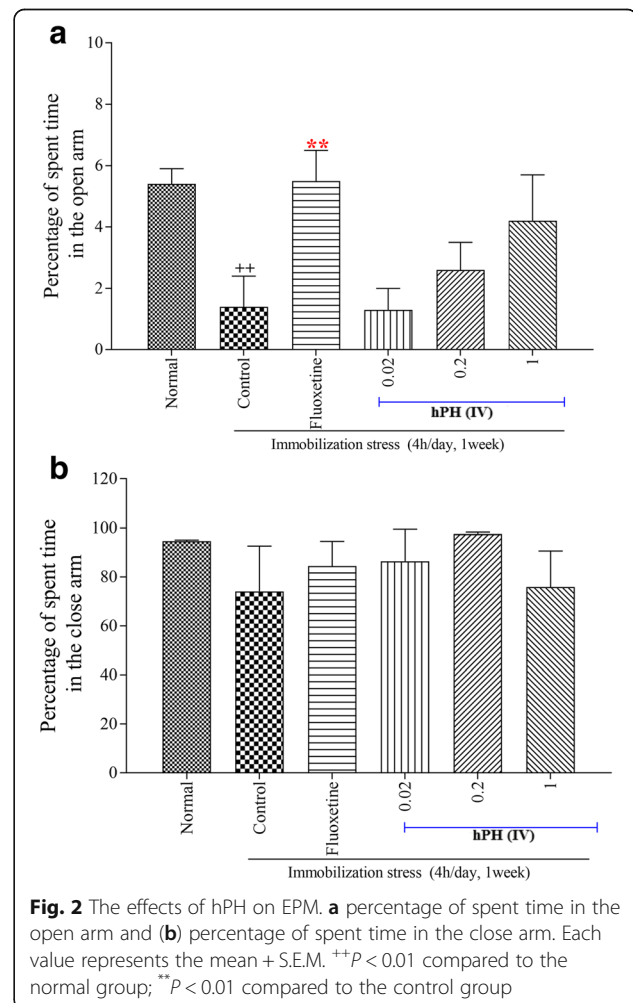 a
10
8
6
4
2
0
Percentage of spent time
in the open arm
++
**
Normal
Control
Fluoxetine
0.02
0.2
1
hPH (IV)
Immobilization stress (4h/day, 1week)
b
120
100
80
60
40
20
0
Percentage of spent time
in the close arm
Normal
Control
Fluoxetine
0.02
0.2
1
hPH (IV)
Immobilization stress (4h/day, 1week)
Fig. 2 The effects of hPH on EPM. a percentage of spent time in the
open arm and (b) percentage of spent time in the close arm. Each
value represents the mean + S.E.M. ++P < 0.01 compared to the
normal group; **P < 0.01 compared to the control group